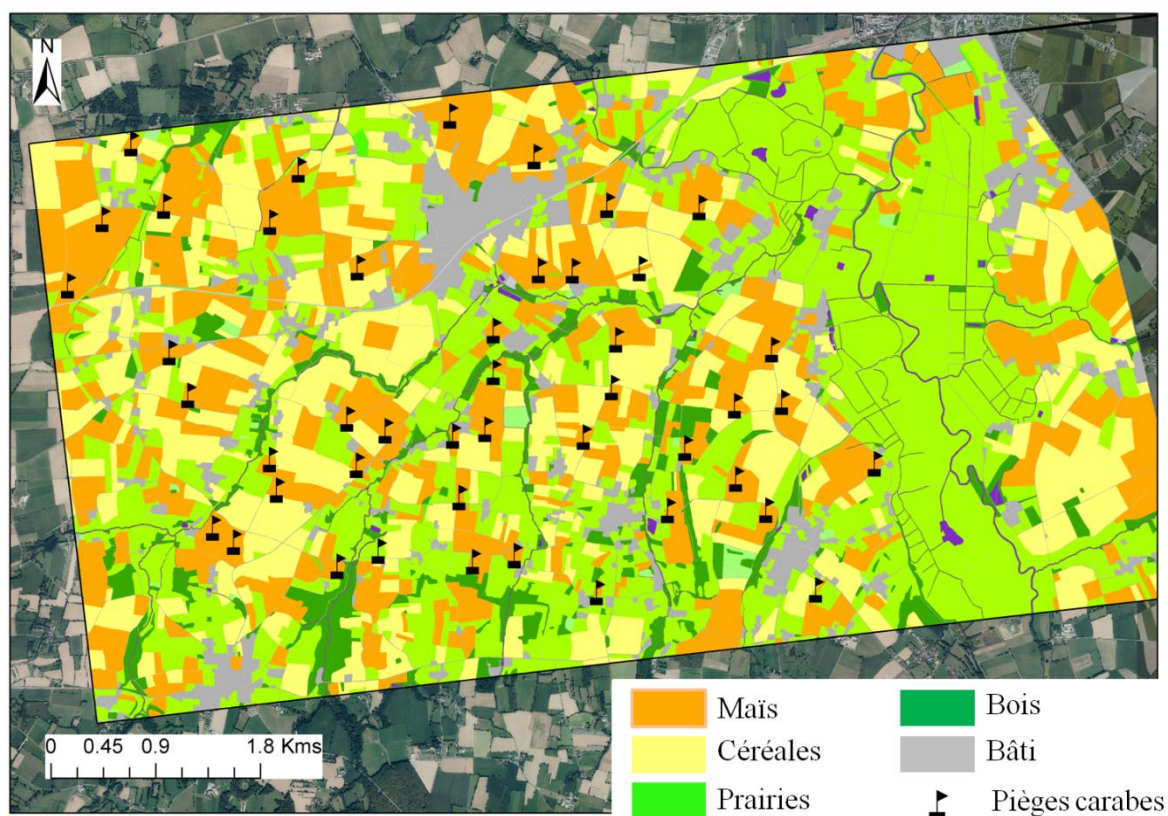 N
0 0.45 0.9 1.8 Kms
Maïs
Céréales
Prairies
Bois
Bâti
Pièges carabes